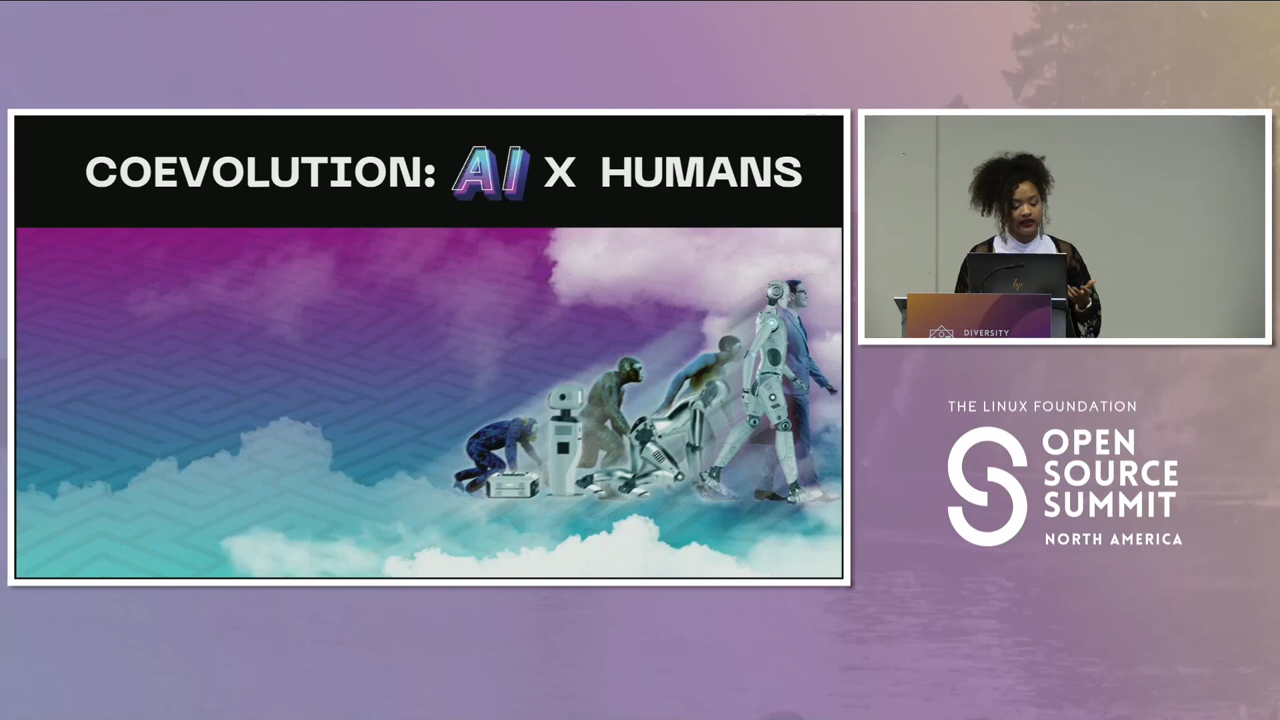 COEVOLUTION: AI X HUMANS
DIVERSITY
THE LINUX FOUNDATION
OPEN
SOURCE
SUMMIT
NORTH AMERICA